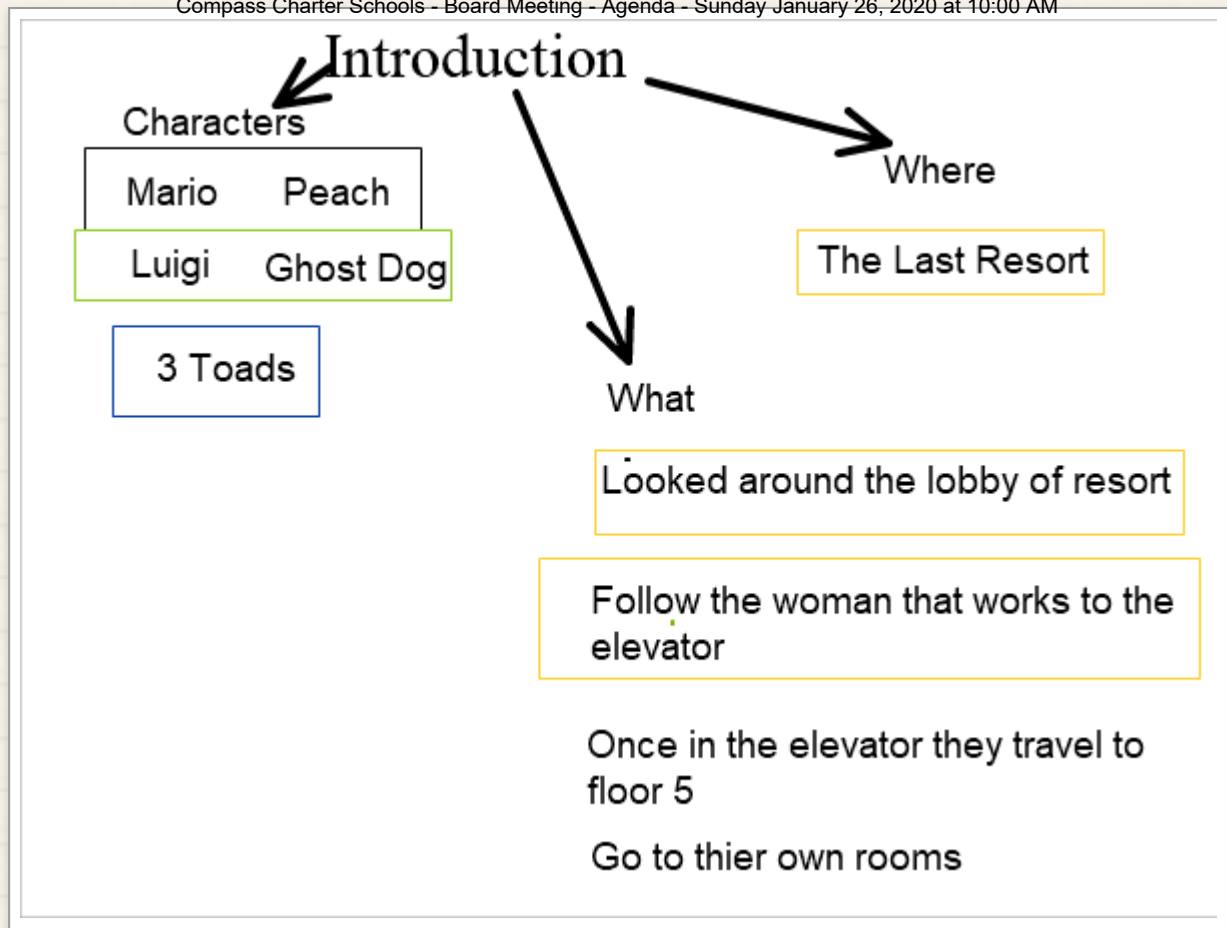 Compass Charter Schools - Board Meeting - Agenda - Sunday January 26, 2020 at 10:00 AM
Introduction
Characters
Mario Peach
Luigi Ghost Dog
3 Toads
Where
The Last Resort
What
Looked around the lobby of resort
Follow the woman that works to the
elevator
Once in the elevator they travel to
floor 5
Go to thier own rooms